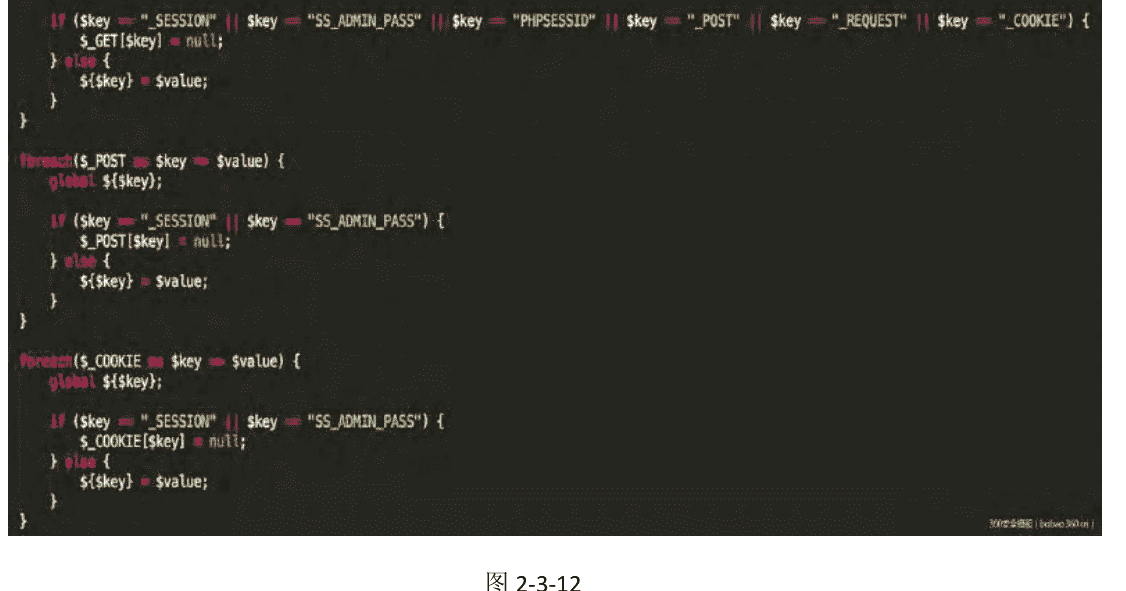 if ($key == "_SESSION" || $key == "SS_ADMIN_PASS" || $key == "PHPSESSID" || $key == "_POST" || $key == "_REQUEST" || $key == "_COOKIE") {
$_GET[$key] = null;
} else {
${$key} = $value;
}
}
foreach($_POST as $key => $value) {
global ${$key};
if ($key == "_SESSION" || $key == "SS_ADMIN_PASS") {
$_POST[$key] = null;
} else {
${$key} = $value;
}
}
foreach($_COOKIE as $key => $value) {
global ${$key};
if ($key == "_SESSION" || $key == "SS_ADMIN_PASS") {
$_COOKIE[$key] = null;
} else {
${$key} = $value;
}
}
图 2-3-12